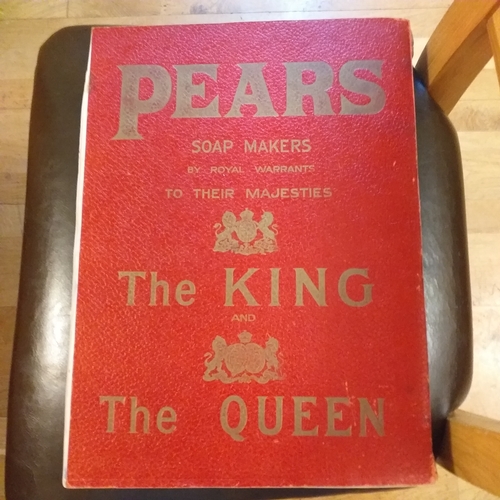 PEARS
SOAP MAKERS
BY ROYAL WARRANTS
TO THEIR MAJESTIES
The KING
AND
The QUEEN